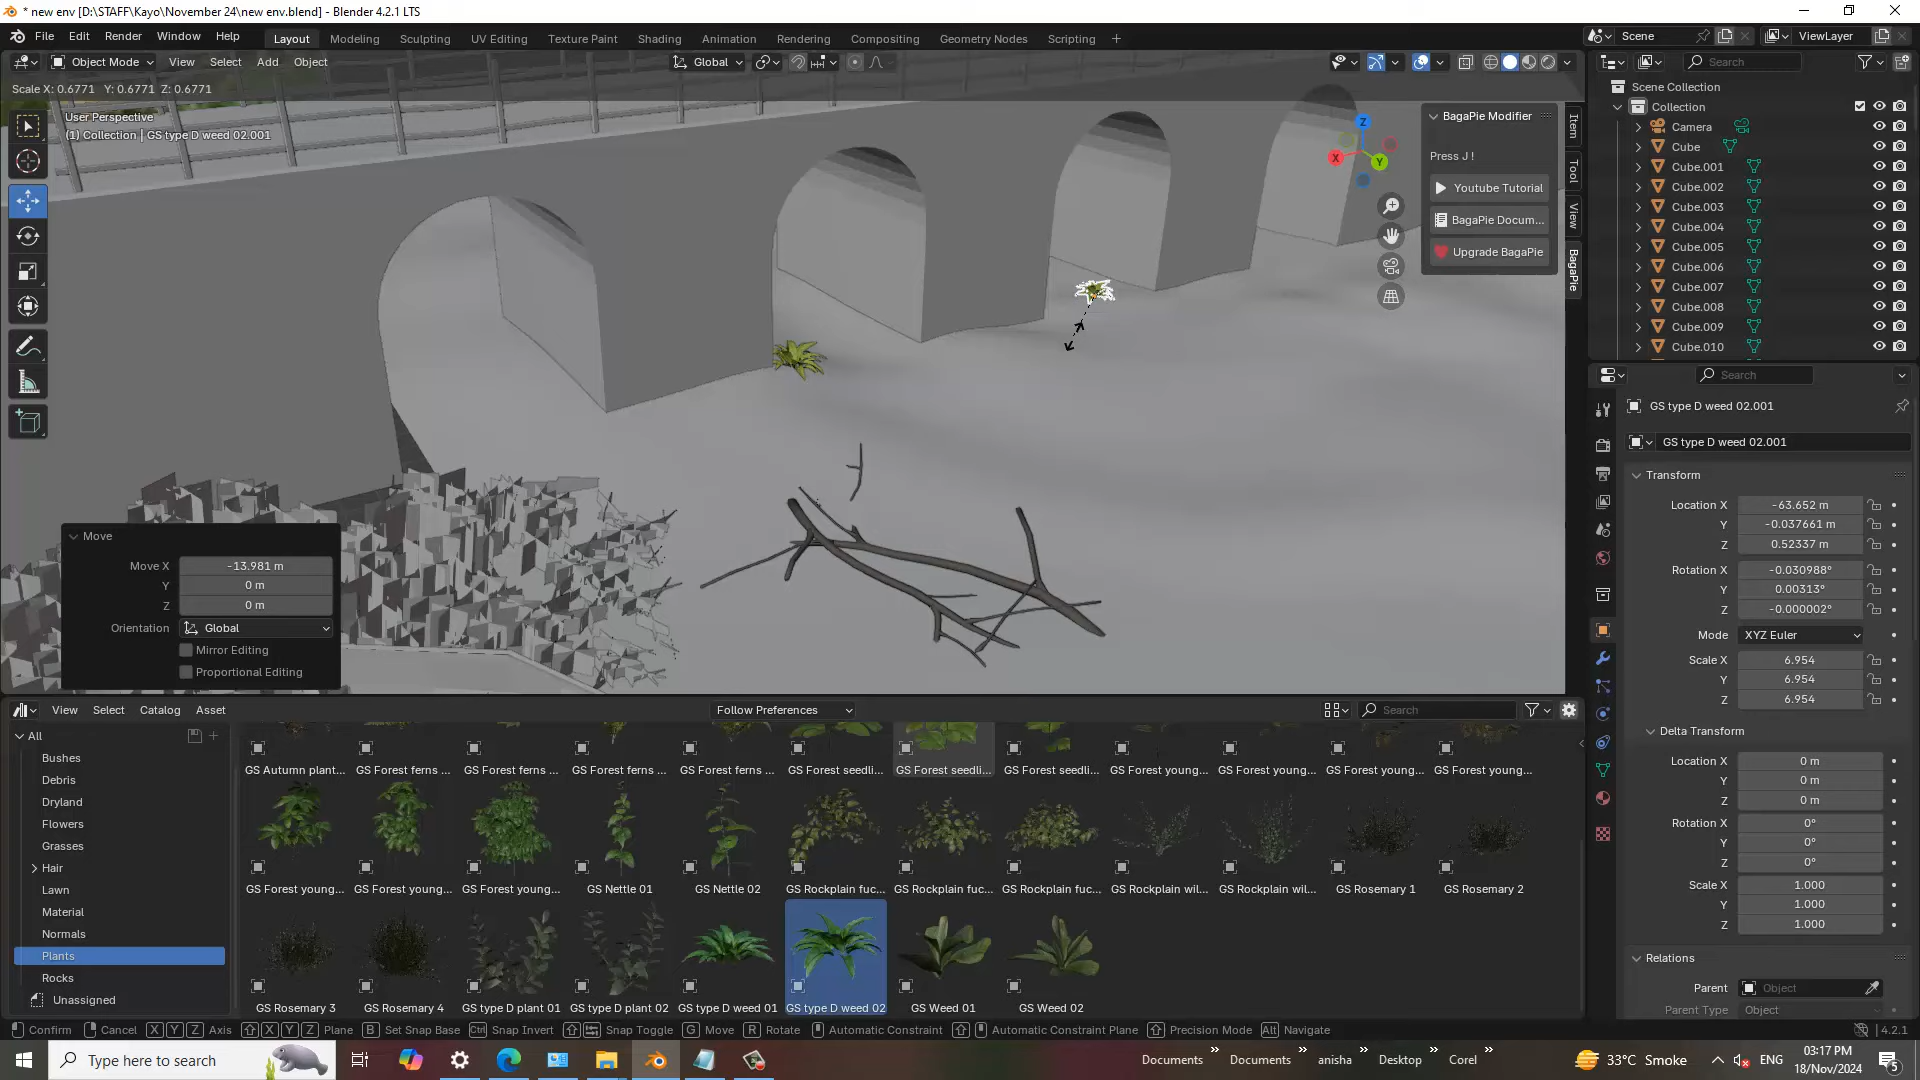 * new env [D:\STAFF\Kayo\November 24\new env.blend] - Blender 4.2.1 LTS
File Edit Render Window Help Layout Modeling Sculpting UV Editing Texture Paint Shading Animation Rendering Compositing Geometry Nodes Scripting + Scene ViewLayer
Object Mode View Select Add Object Global Search
Scale X: 0.6771 Y: 0.6771 Z: 0.6771
User Perspective
(1) Collection | GS type D weed 02.001
BagaPie Modifier
Press J !
Youtube Tutorial
BagaPie Docum...
Upgrade BagaPie
Item
Tool
View
BagaPie
Z
X
Y
Scene Collection
Collection
Camera
Cube
Cube.001
Cube.002
Cube.003
Cube.004
Cube.005
Cube.006
Cube.007
Cube.008
Cube.009
Cube.010
Search
GS type D weed 02.001
GS type D weed 02.001
Transform
Location X -63.652 m
Y -0.037661 m
Z 0.52337 m
Rotation X -0.030988°
Y 0.00313°
Z -0.000002°
Mode XYZ Euler
Scale X 6.954
Y 6.954
Z 6.954
Delta Transform
Location X 0 m
Y 0 m
Z 0 m
Rotation X 0°
Y 0°
Z 0°
Scale X 1.000
Y 1.000
Z 1.000
Relations
Parent Object
Parent Type Object
Move
Move X -13.981 m
Y 0 m
Z 0 m
Orientation Global
Mirror Editing
Proportional Editing
View Select Catalog Asset Follow Preferences Search
All
Bushes
Debris
Dryland
Flowers
Grasses
Hair
Lawn
Material
Normals
Plants
Rocks
Unassigned
GS Autumn plant... GS Forest ferns ... GS Forest ferns ... GS Forest ferns ... GS Forest ferns ... GS Forest seedli... GS Forest seedli... GS Forest seedli... GS Forest young... GS Forest young... GS Forest young... GS Forest young...
GS Forest young... GS Forest young... GS Forest young... GS Nettle 01 GS Nettle 02 GS Rockplain fuc... GS Rockplain fuc... GS Rockplain fuc... GS Rockplain wil... GS Rockplain wil... GS Rosemary 1 GS Rosemary 2
GS Rosemary 3 GS Rosemary 4 GS type D plant 01 GS type D plant 02 GS type D weed 01 GS type D weed 02 GS Weed 01 GS Weed 02
Confirm Cancel X Y Z Axis X Y Z Plane B Set Snap Base Ctrl Snap Invert Snap Toggle G Move R Rotate Automatic Constraint Automatic Constraint Plane Precision Mode Alt Navigate 4.2.1
Type here to search Documents » Documents » anisha » Desktop » Corel » 33°C Smoke ENG 03:17 PM
18/Nov/2024 5